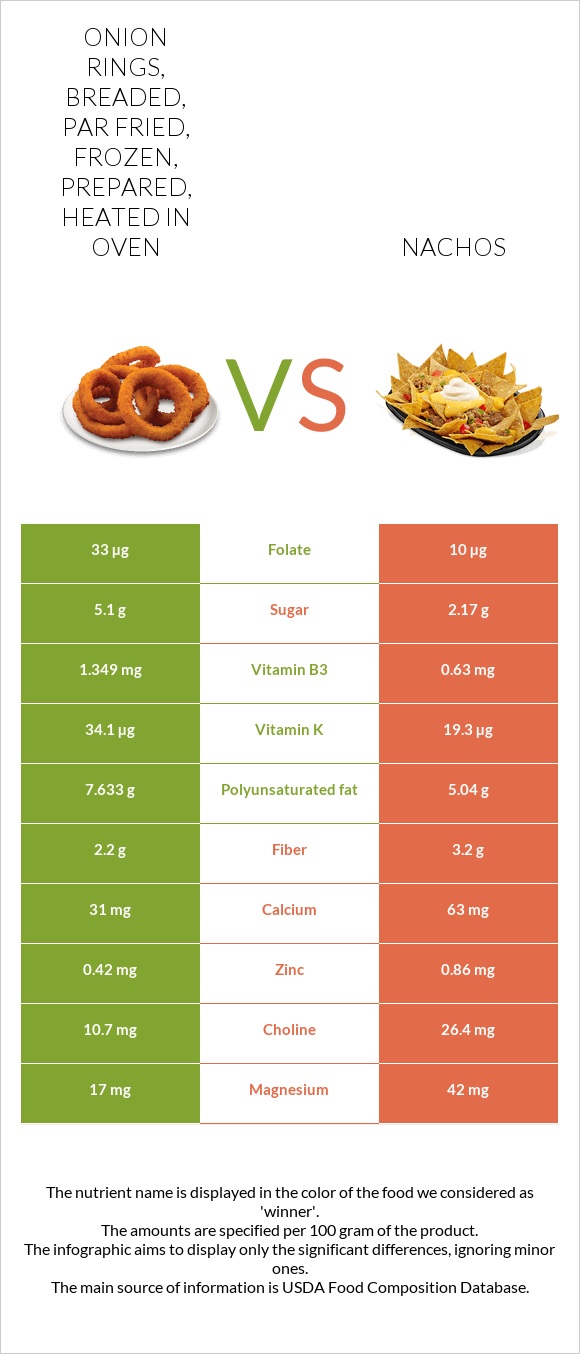 ONION
RINGS,
BREADED,
PAR FRIED,
FROZEN,
PREPARED,
HEATED IN
OVEN
NACHOS
VS
33 µg Folate 10 µg
5.1 g Sugar 2.17 g
1.349 mg Vitamin B3 0.63 mg
34.1 µg Vitamin K 19.3 µg
7.633 g Polyunsaturated fat 5.04 g
2.2 g Fiber 3.2 g
31 mg Calcium 63 mg
0.42 mg Zinc 0.86 mg
10.7 mg Choline 26.4 mg
17 mg Magnesium 42 mg
The nutrient name is displayed in the color of the food we considered as
'winner'.
The amounts are specified per 100 gram of the product.
The infographic aims to display only the significant differences, ignoring minor
ones.
The main source of information is USDA Food Composition Database.